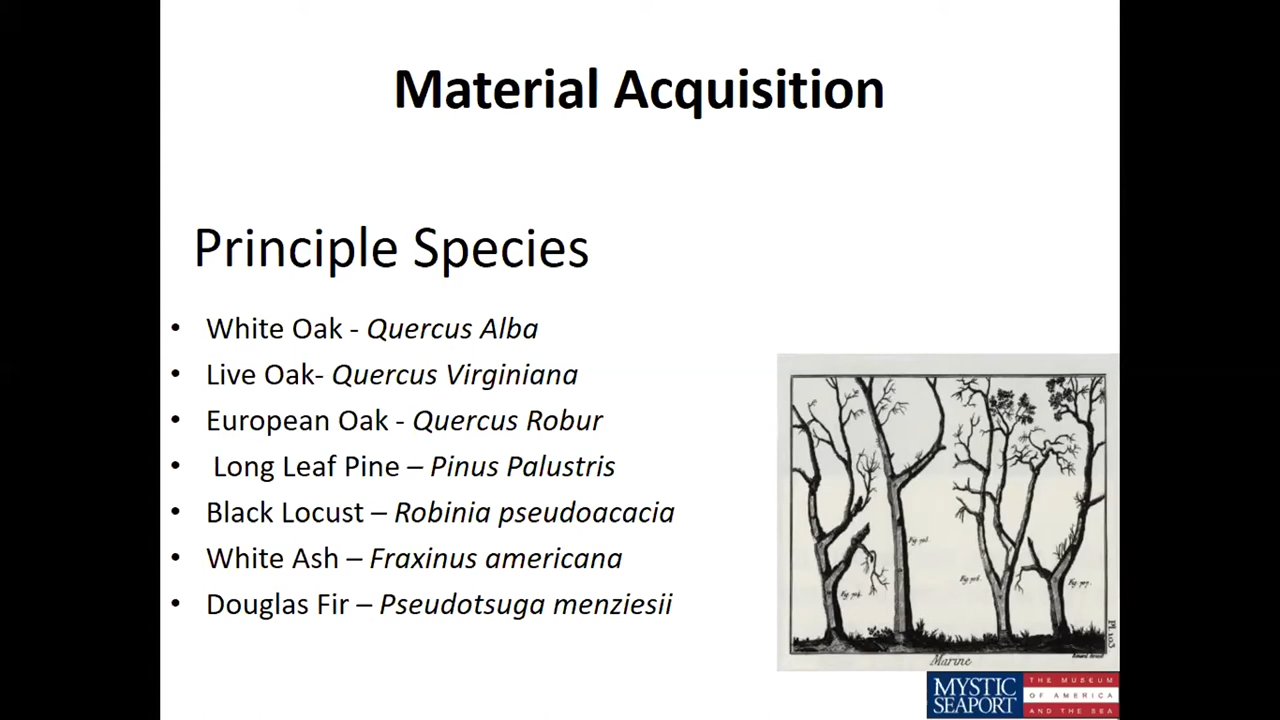 Material Acquisition
Principle Species
• White Oak - Quercus Alba
• Live Oak- Quercus Virginiana
• European Oak - Quercus Robur
• Long Leaf Pine – Pinus Palustris
• Black Locust – Robinia pseudoacacia
• White Ash – Fraxinus americana
• Douglas Fir – Pseudotsuga menziesii
Marine
MYSTIC SEAPORT
THE MUSEUM
OF AMERICA
AND THE SEA